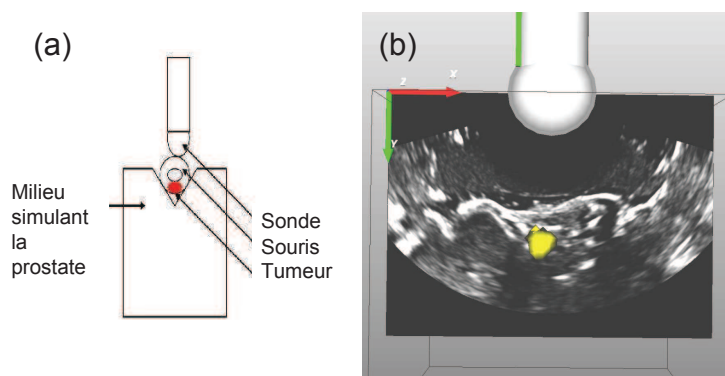 (a)
Milieu
simulant
la
prostate
Sonde
Souris
Tumeur
(b)
Z
X
Y